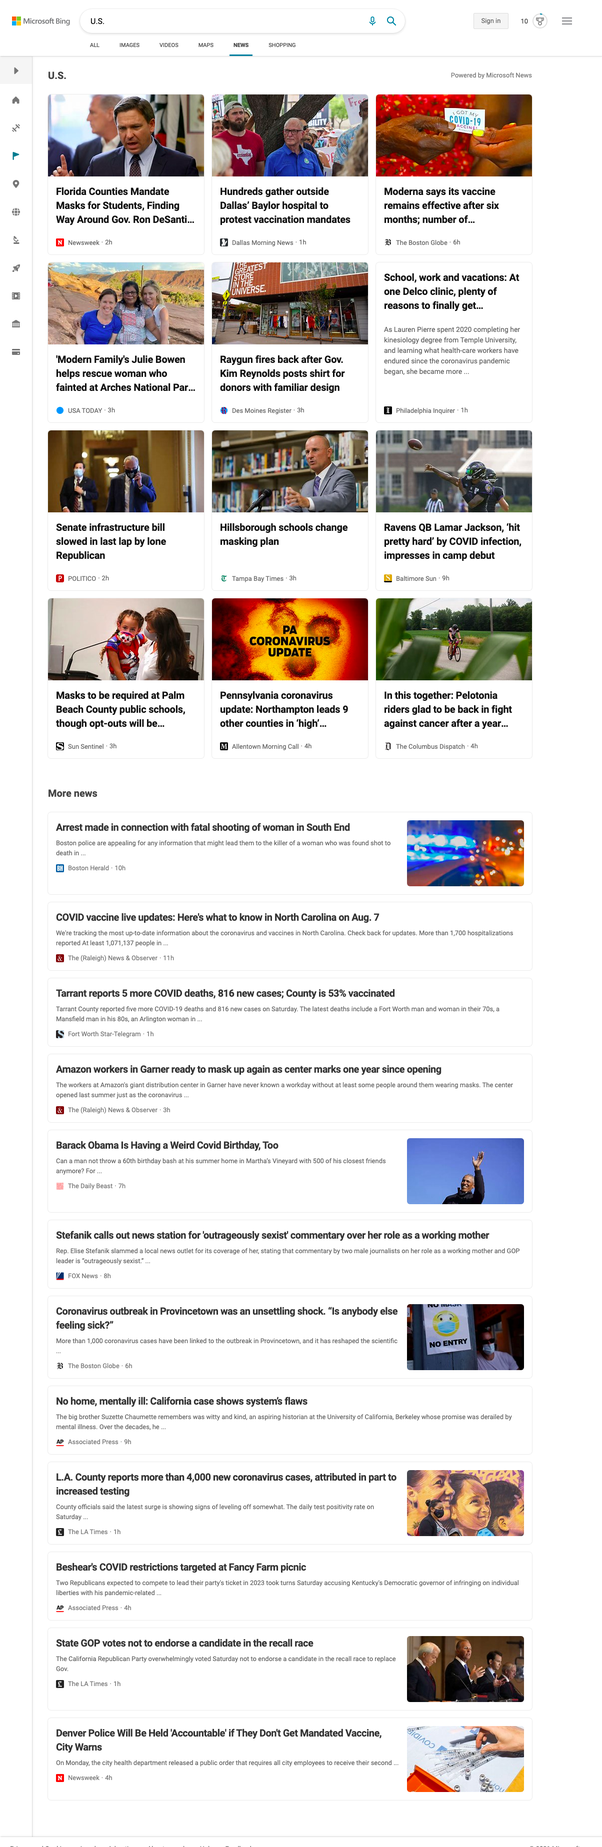 Microsoft Bing
U.S.
Sign in
10
ALL
IMAGES
VIDEOS
MAPS
NEWS
SHOPPING
U.S.
Powered by Microsoft News
Florida Counties Mandate
Masks for Students, Finding
Way Around Gov. Ron DeSanti...
Newsweek · 2h
Hundreds gather outside
Dallas' Baylor hospital to
protest vaccination mandates
Dallas Morning News · 1h
I GOT MY
COVID-19
VACCINE!
Moderna says its vaccine
remains effective after six
months; number of...
The Boston Globe · 6h
'Modern Family's Julie Bowen
helps rescue woman who
fainted at Arches National Par...
USA TODAY · 3h
THE GREATEST
STORE IN THE
UNIVERSE.
Raygun fires back after Gov.
Kim Reynolds posts shirt for
donors with familiar design
Des Moines Register · 3h
School, work and vacations: At
one Delco clinic, plenty of
reasons to finally get...
As Lauren Pierre spent 2020 completing her
kinesiology degree from Temple University,
and learning what health-care workers have
endured since the coronavirus pandemic
began, she became more ...
Philadelphia Inquirer · 1h
Senate infrastructure bill
slowed in last lap by lone
Republican
POLITICO · 2h
Hillsborough schools change
masking plan
Tampa Bay Times · 3h
Ravens QB Lamar Jackson, 'hit
pretty hard' by COVID infection,
impresses in camp debut
Baltimore Sun · 9h
Masks to be required at Palm
Beach County public schools,
though opt-outs will be...
Sun Sentinel · 3h
PA
CORONAVIRUS
UPDATE
Pennsylvania coronavirus
update: Northampton leads 9
other counties in 'high'...
Allentown Morning Call · 4h
In this together: Pelotonia
riders glad to be back in fight
against cancer after a year...
The Columbus Dispatch · 4h
More news
Arrest made in connection with fatal shooting of woman in South End
Boston police are appealing for any information that might lead them to the killer of a woman who was found shot to
death in ...
Boston Herald · 10h
COVID vaccine live updates: Here's what to know in North Carolina on Aug. 7
We're tracking the most up-to-date information about the coronavirus and vaccines in North Carolina. Check back for updates. More than 1,700 hospitalizations
reported At least 1,071,137 people in ...
The (Raleigh) News & Observer · 11h
Tarrant reports 5 more COVID deaths, 816 new cases; County is 53% vaccinated
Tarrant County reported five more COVID-19 deaths and 816 new cases on Saturday. The latest deaths include a Fort Worth man and woman in their 70s, a
Mansfield man in his 80s, an Arlington woman in ...
Fort Worth Star-Telegram · 1h
Amazon workers in Garner ready to mask up again as center marks one year since opening
The workers at Amazon's giant distribution center in Garner have never known a workday without at least some people around them wearing masks. The center
opened last summer just as the coronavirus ...
The (Raleigh) News & Observer · 3h
Barack Obama Is Having a Weird Covid Birthday, Too
Can a man not throw a 60th birthday bash at his summer home in Martha's Vineyard with 500 of his closest friends
anymore? For ...
The Daily Beast · 7h
Stefanik calls out news station for 'outrageously sexist' commentary over her role as a working mother
Rep. Elise Stefanik slammed a local news outlet for its coverage of her, stating that commentary by two male journalists on her role as a working mother and GOP
leader is "outrageously sexist." ...
FOX News · 8h
Coronavirus outbreak in Provincetown was an unsettling shock. "Is anybody else
feeling sick?"
More than 1,000 coronavirus cases have been linked to the outbreak in Provincetown, and it has reshaped the scientific
...
The Boston Globe · 6h
NO MASK
NO ENTRY
No home, mentally ill: California case shows system's flaws
The big brother Suzette Chaumette remembers was witty and kind, an aspiring historian at the University of California, Berkeley whose promise was derailed by
mental illness. Over the decades, he ...
AP
Associated Press · 9h
L.A. County reports more than 4,000 new coronavirus cases, attributed in part to
increased testing
County officials said the latest surge is showing signs of leveling off somewhat. The daily test positivity rate on
Saturday ...
The LA Times · 1h
Beshear's COVID restrictions targeted at Fancy Farm picnic
Two Republicans expected to compete to lead their party's ticket in 2023 took turns Saturday accusing Kentucky's Democratic governor of infringing on individual
liberties with his pandemic-related ...
AP
Associated Press · 4h
State GOP votes not to endorse a candidate in the recall race
The California Republican Party overwhelmingly voted Saturday not to endorse a candidate in the recall race to replace
Gov.
The LA Times · 1h
Denver Police Will Be Held 'Accountable' if They Don't Get Mandated Vaccine,
City Warns
On Monday, the city health department released a public order that requires all city employees to receive their second ...
Newsweek · 4h
COVID